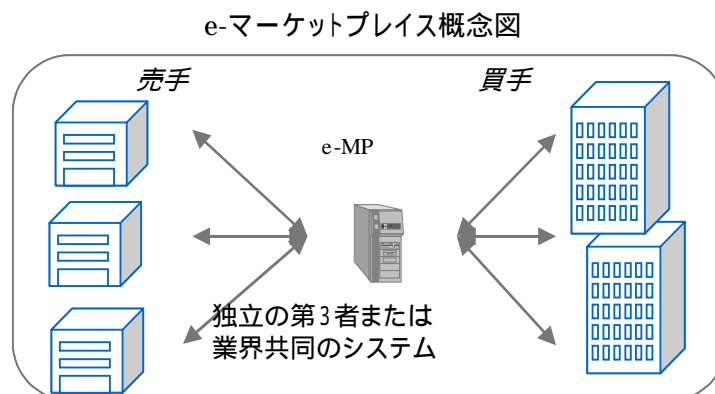 e-マーケットプレイス概念図
売手
買手
e-MP
独立の第3者または
業界共同のシステム